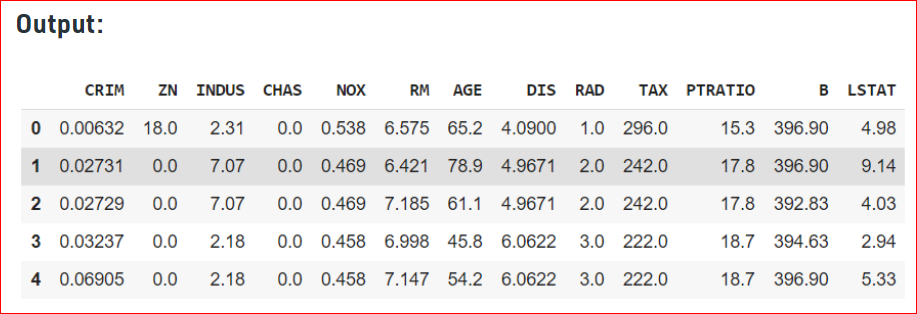 Output:
CRIM ZN INDUS CHAS NOX RM AGE DIS RAD TAX PTRATIO B LSTAT
0 0.00632 18.0 2.31 0.0 0.538 6.575 65.2 4.0900 1.0 296.0 15.3 396.90 4.98
1 0.02731 0.0 7.07 0.0 0.469 6.421 78.9 4.9671 2.0 242.0 17.8 396.90 9.14
2 0.02729 0.0 7.07 0.0 0.469 7.185 61.1 4.9671 2.0 242.0 17.8 392.83 4.03
3 0.03237 0.0 2.18 0.0 0.458 6.998 45.8 6.0622 3.0 222.0 18.7 394.63 2.94
4 0.06905 0.0 2.18 0.0 0.458 7.147 54.2 6.0622 3.0 222.0 18.7 396.90 5.33